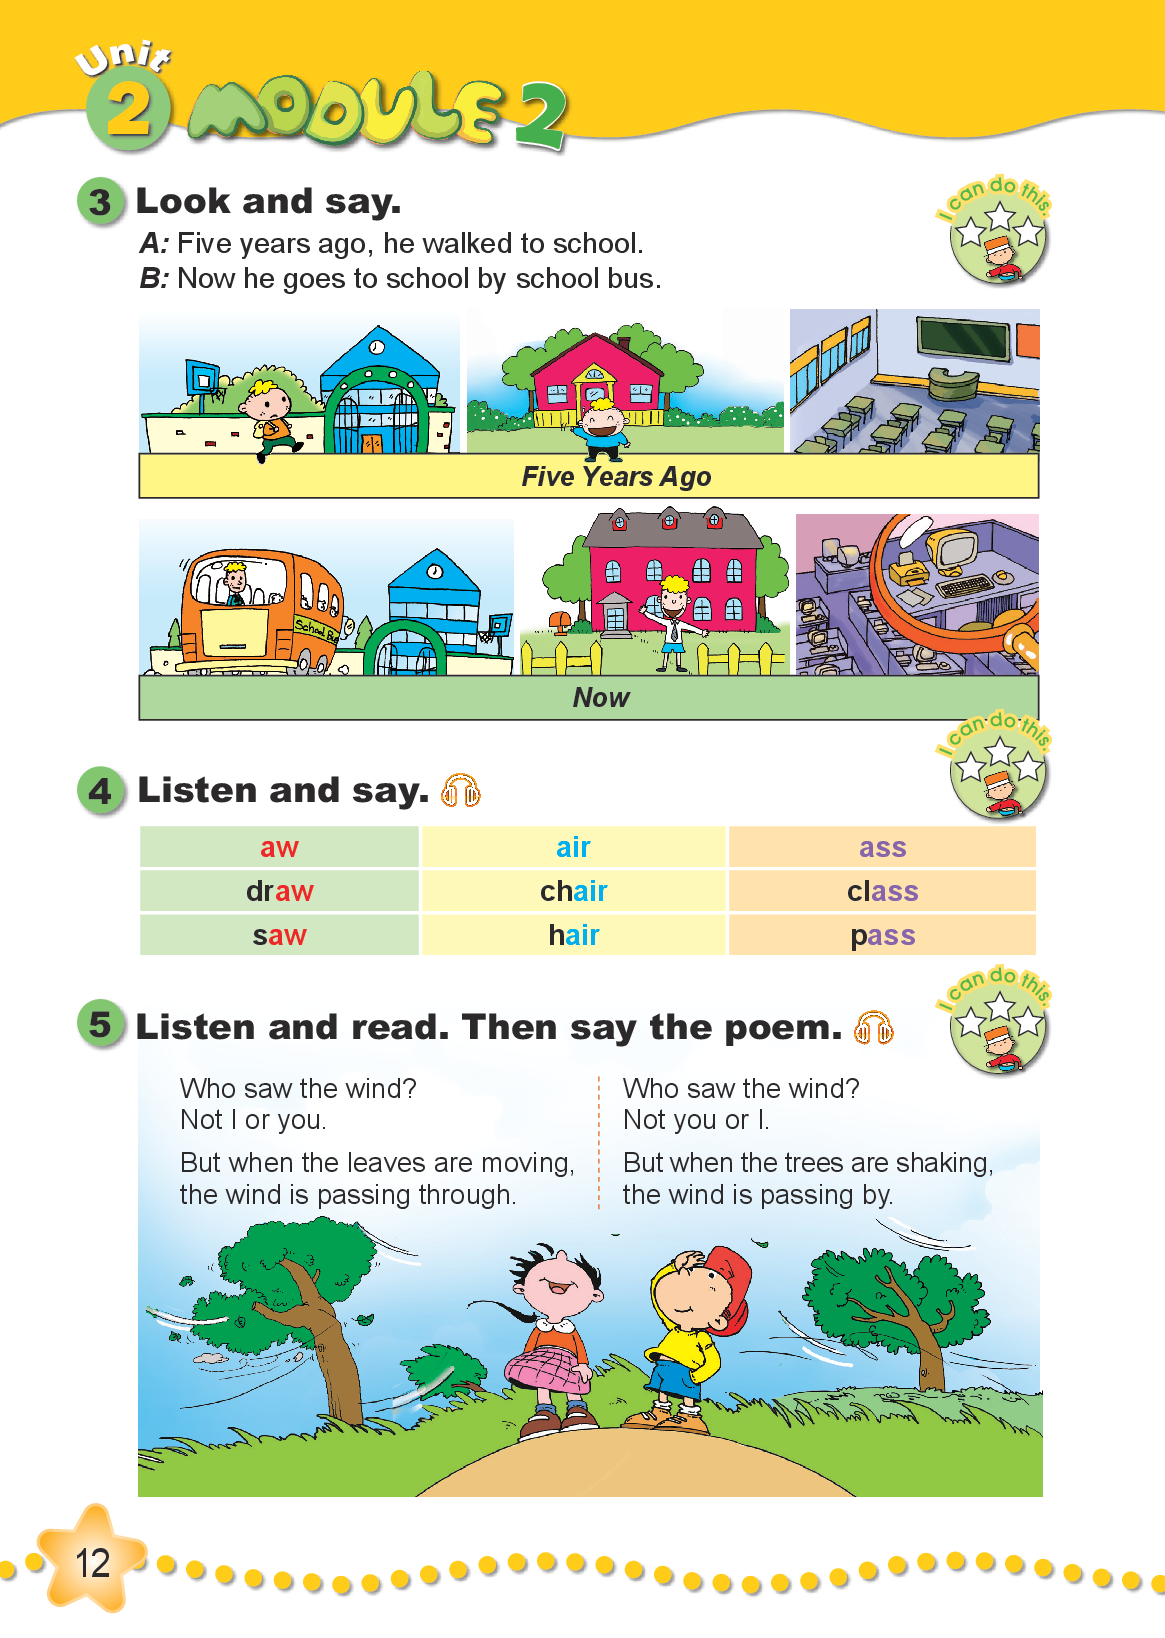 Unit
2 MODULE 2
3 Look and say.
I can do this.
A: Five years ago, he walked to school.
B: Now he goes to school by school bus.
Five Years Ago
School Bus
Now
I can do this.
4 Listen and say.
aw air ass
draw chair class
saw hair pass
I can do this.
5 Listen and read. Then say the poem.
Who saw the wind?
Not I or you.
But when the leaves are moving,
the wind is passing through.
Who saw the wind?
Not you or I.
But when the trees are shaking,
the wind is passing by.
12